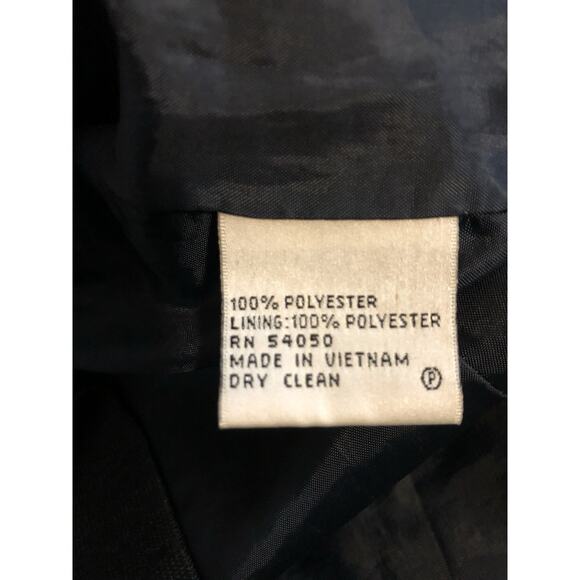 100% POLYESTER
LINING:100% POLYESTER
RN 54050
MADE IN VIETNAM
DRY CLEAN Ⓟ